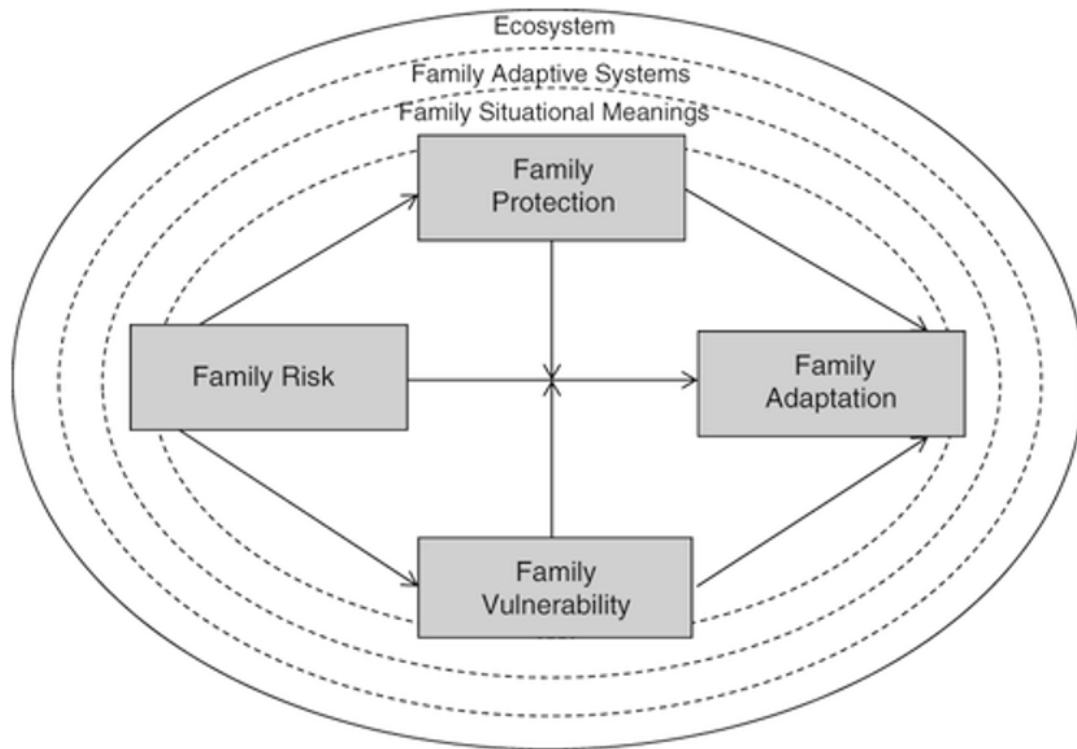 Ecosystem
Family Adaptive Systems
Family Situational Meanings
Family
Protection
Family Risk
Family
Adaptation
Family
Vulnerability